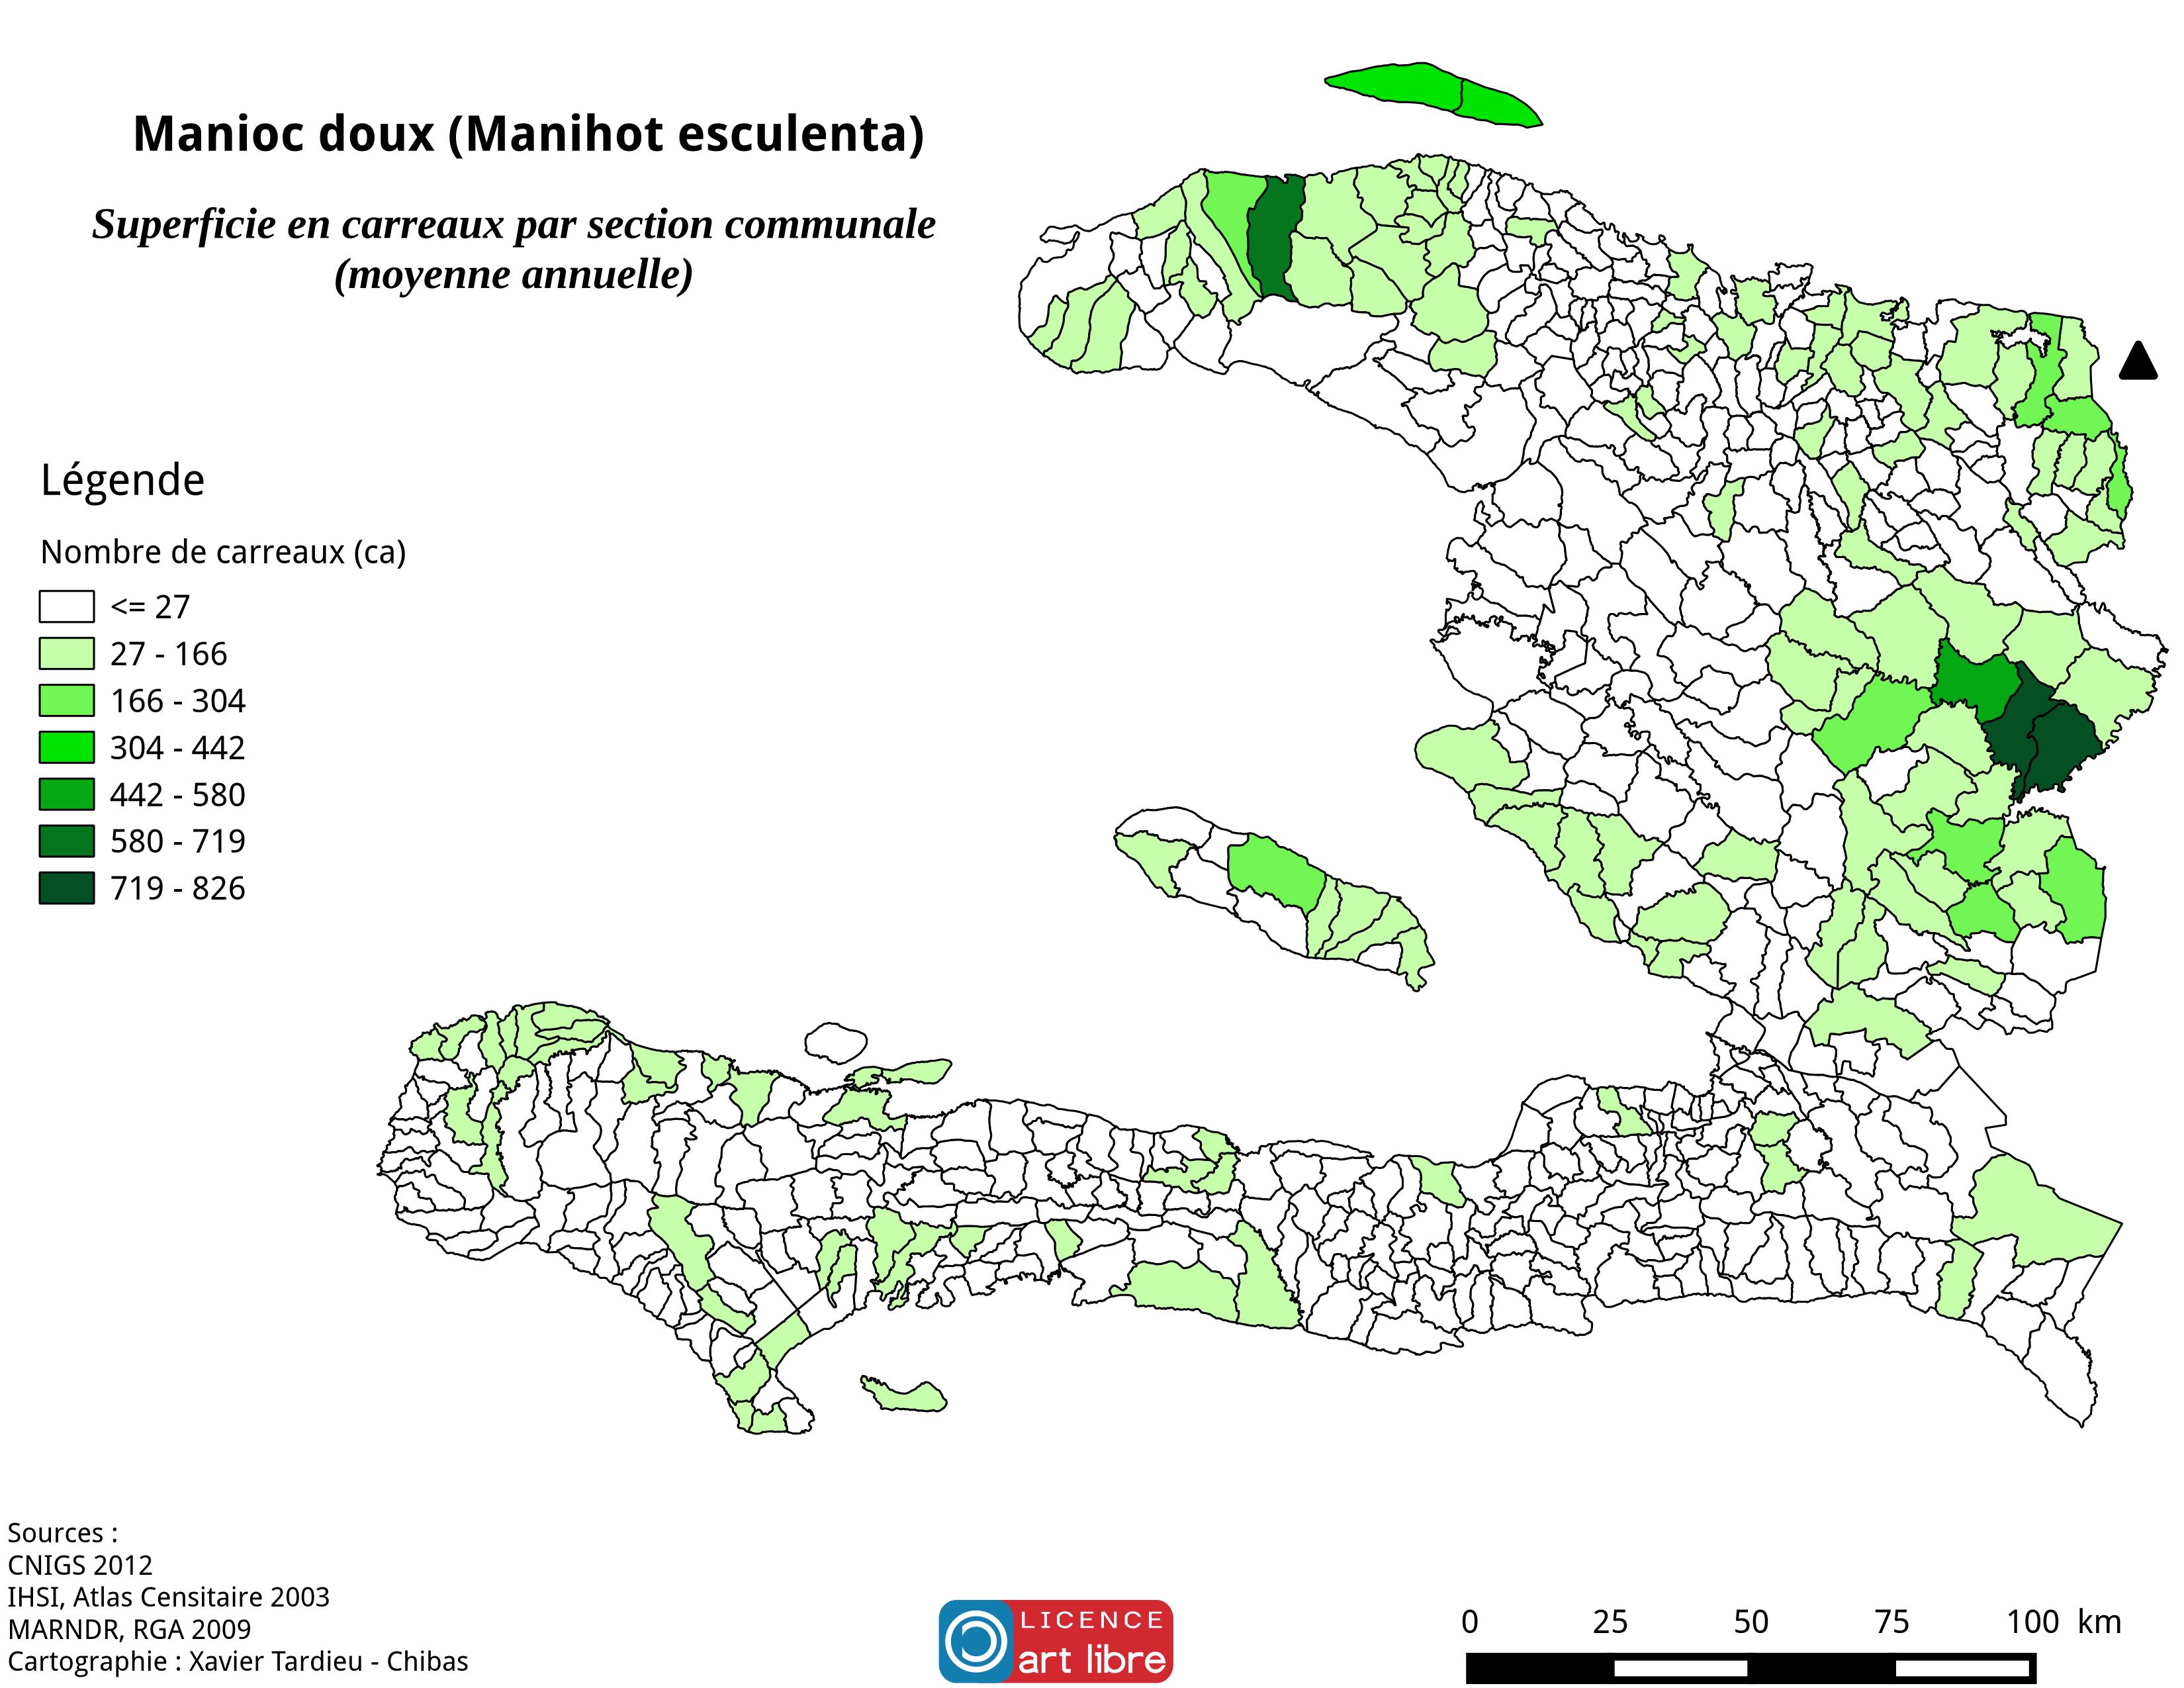 Manioc doux (Manihot esculenta)
Superficie en carreaux par section communale
(moyenne annuelle)
Légende
Nombre de carreaux (ca)
<= 27
27 - 166
166 - 304
304 - 442
442 - 580
580 - 719
719 - 826
Sources :
CNIGS 2012
IHSI, Atlas Censitaire 2003
MARNDR, RGA 2009
Cartographie : Xavier Tardieu - Chibas
LICENCE
art libre
0 25 50 75 100 km